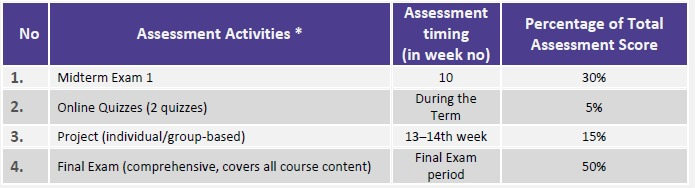 No Assessment Activities * Assessment timing (in week no) Percentage of Total Assessment Score
1. Midterm Exam 1 10 30%
2. Online Quizzes (2 quizzes) During the Term 5%
3. Project (individual/group-based) 13–14th week 15%
4. Final Exam (comprehensive, covers all course content) Final Exam period 50%